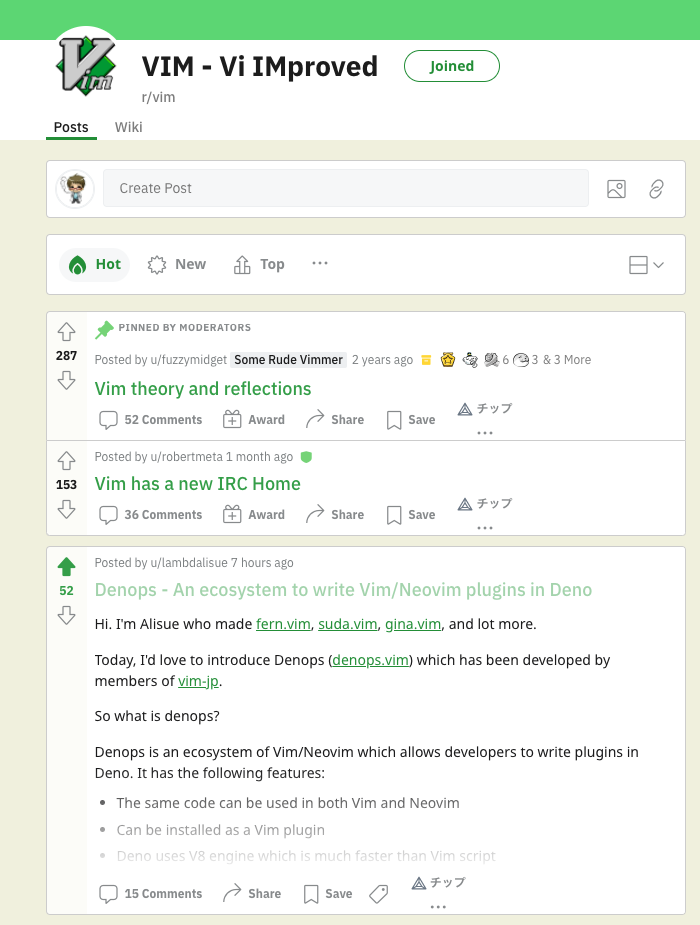 Vim
VIM - Vi IMproved
Joined
r/vim
Posts Wiki
Create Post
Hot New Top ...
287
PINNED BY MODERATORS
Posted by u/fuzzymidget Some Rude Vimmer 2 years ago 6 3 & 3 More
Vim theory and reflections
52 Comments Award Share Save チップ
...
153
Posted by u/robertmeta 1 month ago
Vim has a new IRC Home
36 Comments Award Share Save チップ
...
52
Posted by u/lambdalisue 7 hours ago
Denops - An ecosystem to write Vim/Neovim plugins in Deno
Hi. I'm Alisue who made fern.vim, suda.vim, gina.vim, and lot more.
Today, I'd love to introduce Denops (denops.vim) which has been developed by
members of vim-jp.
So what is denops?
Denops is an ecosystem of Vim/Neovim which allows developers to write plugins in
Deno. It has the following features:
• The same code can be used in both Vim and Neovim
• Can be installed as a Vim plugin
• Deno uses V8 engine which is much faster than Vim script
15 Comments Share Save チップ
...